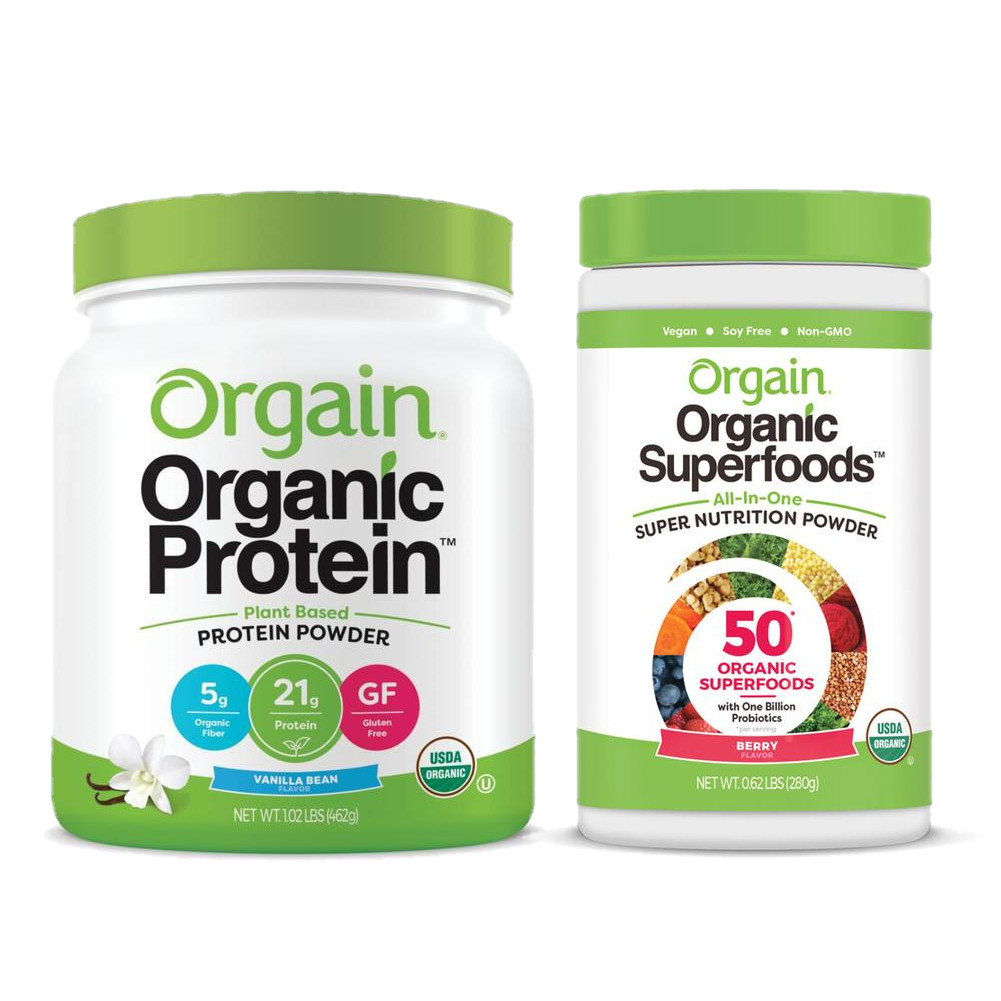 Orgain®
Organic
Protein™
Plant Based
PROTEIN POWDER
5g
Organic
Fiber
21g
Protein
GF
Gluten
Free
VANILLA BEAN
FLAVOR
USDA
ORGANIC
U
NET WT. 1.02 LBS (462g)
Vegan • Soy Free • Non-GMO
Orgain®
Organic
Superfoods™
All-In-One
SUPER NUTRITION POWDER
50*
ORGANIC
SUPERFOODS
with One Billion
Probiotics
*per serving
BERRY
FLAVOR
USDA
ORGANIC
NET WT. 0.62 LBS (280g)